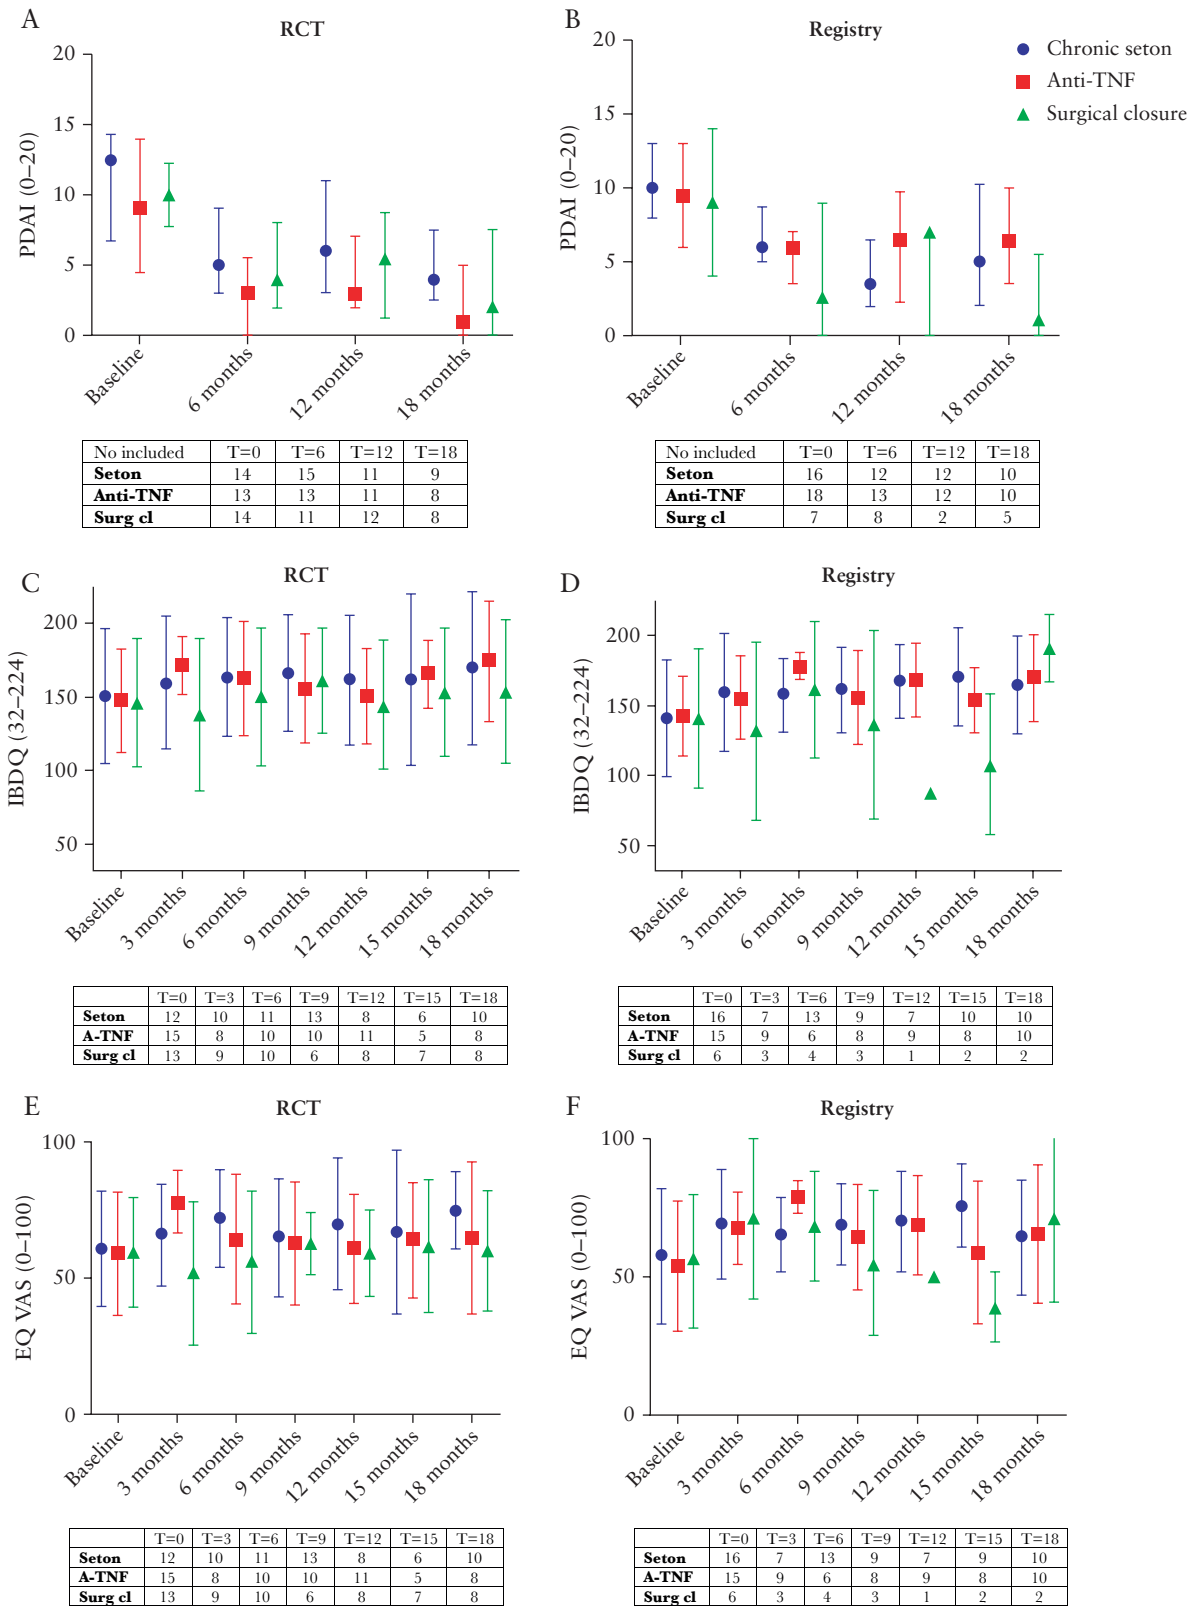 A
RCT
PDAI (0–20)
20
15
10
5
0
Baseline
6 months
12 months
18 months
No included T=0 T=6 T=12 T=18
Seton 14 15 11 9
Anti-TNF 13 13 11 8
Surg cl 14 11 12 8
B
Registry
Chronic seton
Anti-TNF
Surgical closure
PDAI (0–20)
20
15
10
5
0
Baseline
6 months
12 months
18 months
No included T=0 T=6 T=12 T=18
Seton 16 12 12 10
Anti-TNF 18 13 12 10
Surg cl 7 8 2 5
C
RCT
IBDQ (32–224)
200
150
100
50
Baseline
3 months
6 months
9 months
12 months
15 months
18 months
T=0 T=3 T=6 T=9 T=12 T=15 T=18
Seton 12 10 11 13 8 6 10
A-TNF 15 8 10 10 11 5 8
Surg cl 13 9 10 6 8 7 8
D
Registry
IBDQ (32–224)
200
150
100
50
Baseline
3 months
6 months
9 months
12 months
15 months
18 months
T=0 T=3 T=6 T=9 T=12 T=15 T=18
Seton 16 7 13 9 7 10 10
A-TNF 15 9 6 8 9 8 10
Surg cl 6 3 4 3 1 2 2
E
RCT
EQ VAS (0–100)
100
50
0
Baseline
3 months
6 months
9 months
12 months
15 months
18 months
T=0 T=3 T=6 T=9 T=12 T=15 T=18
Seton 12 10 11 13 8 6 10
A-TNF 15 8 10 10 11 5 8
Surg cl 13 9 10 6 8 7 8
F
Registry
EQ VAS (0–100)
100
50
0
Baseline
3 months
6 months
9 months
12 months
15 months
18 months
T=0 T=3 T=6 T=9 T=12 T=15 T=18
Seton 16 7 13 9 7 9 10
A-TNF 15 9 6 8 9 8 10
Surg cl 6 3 4 3 1 2 2